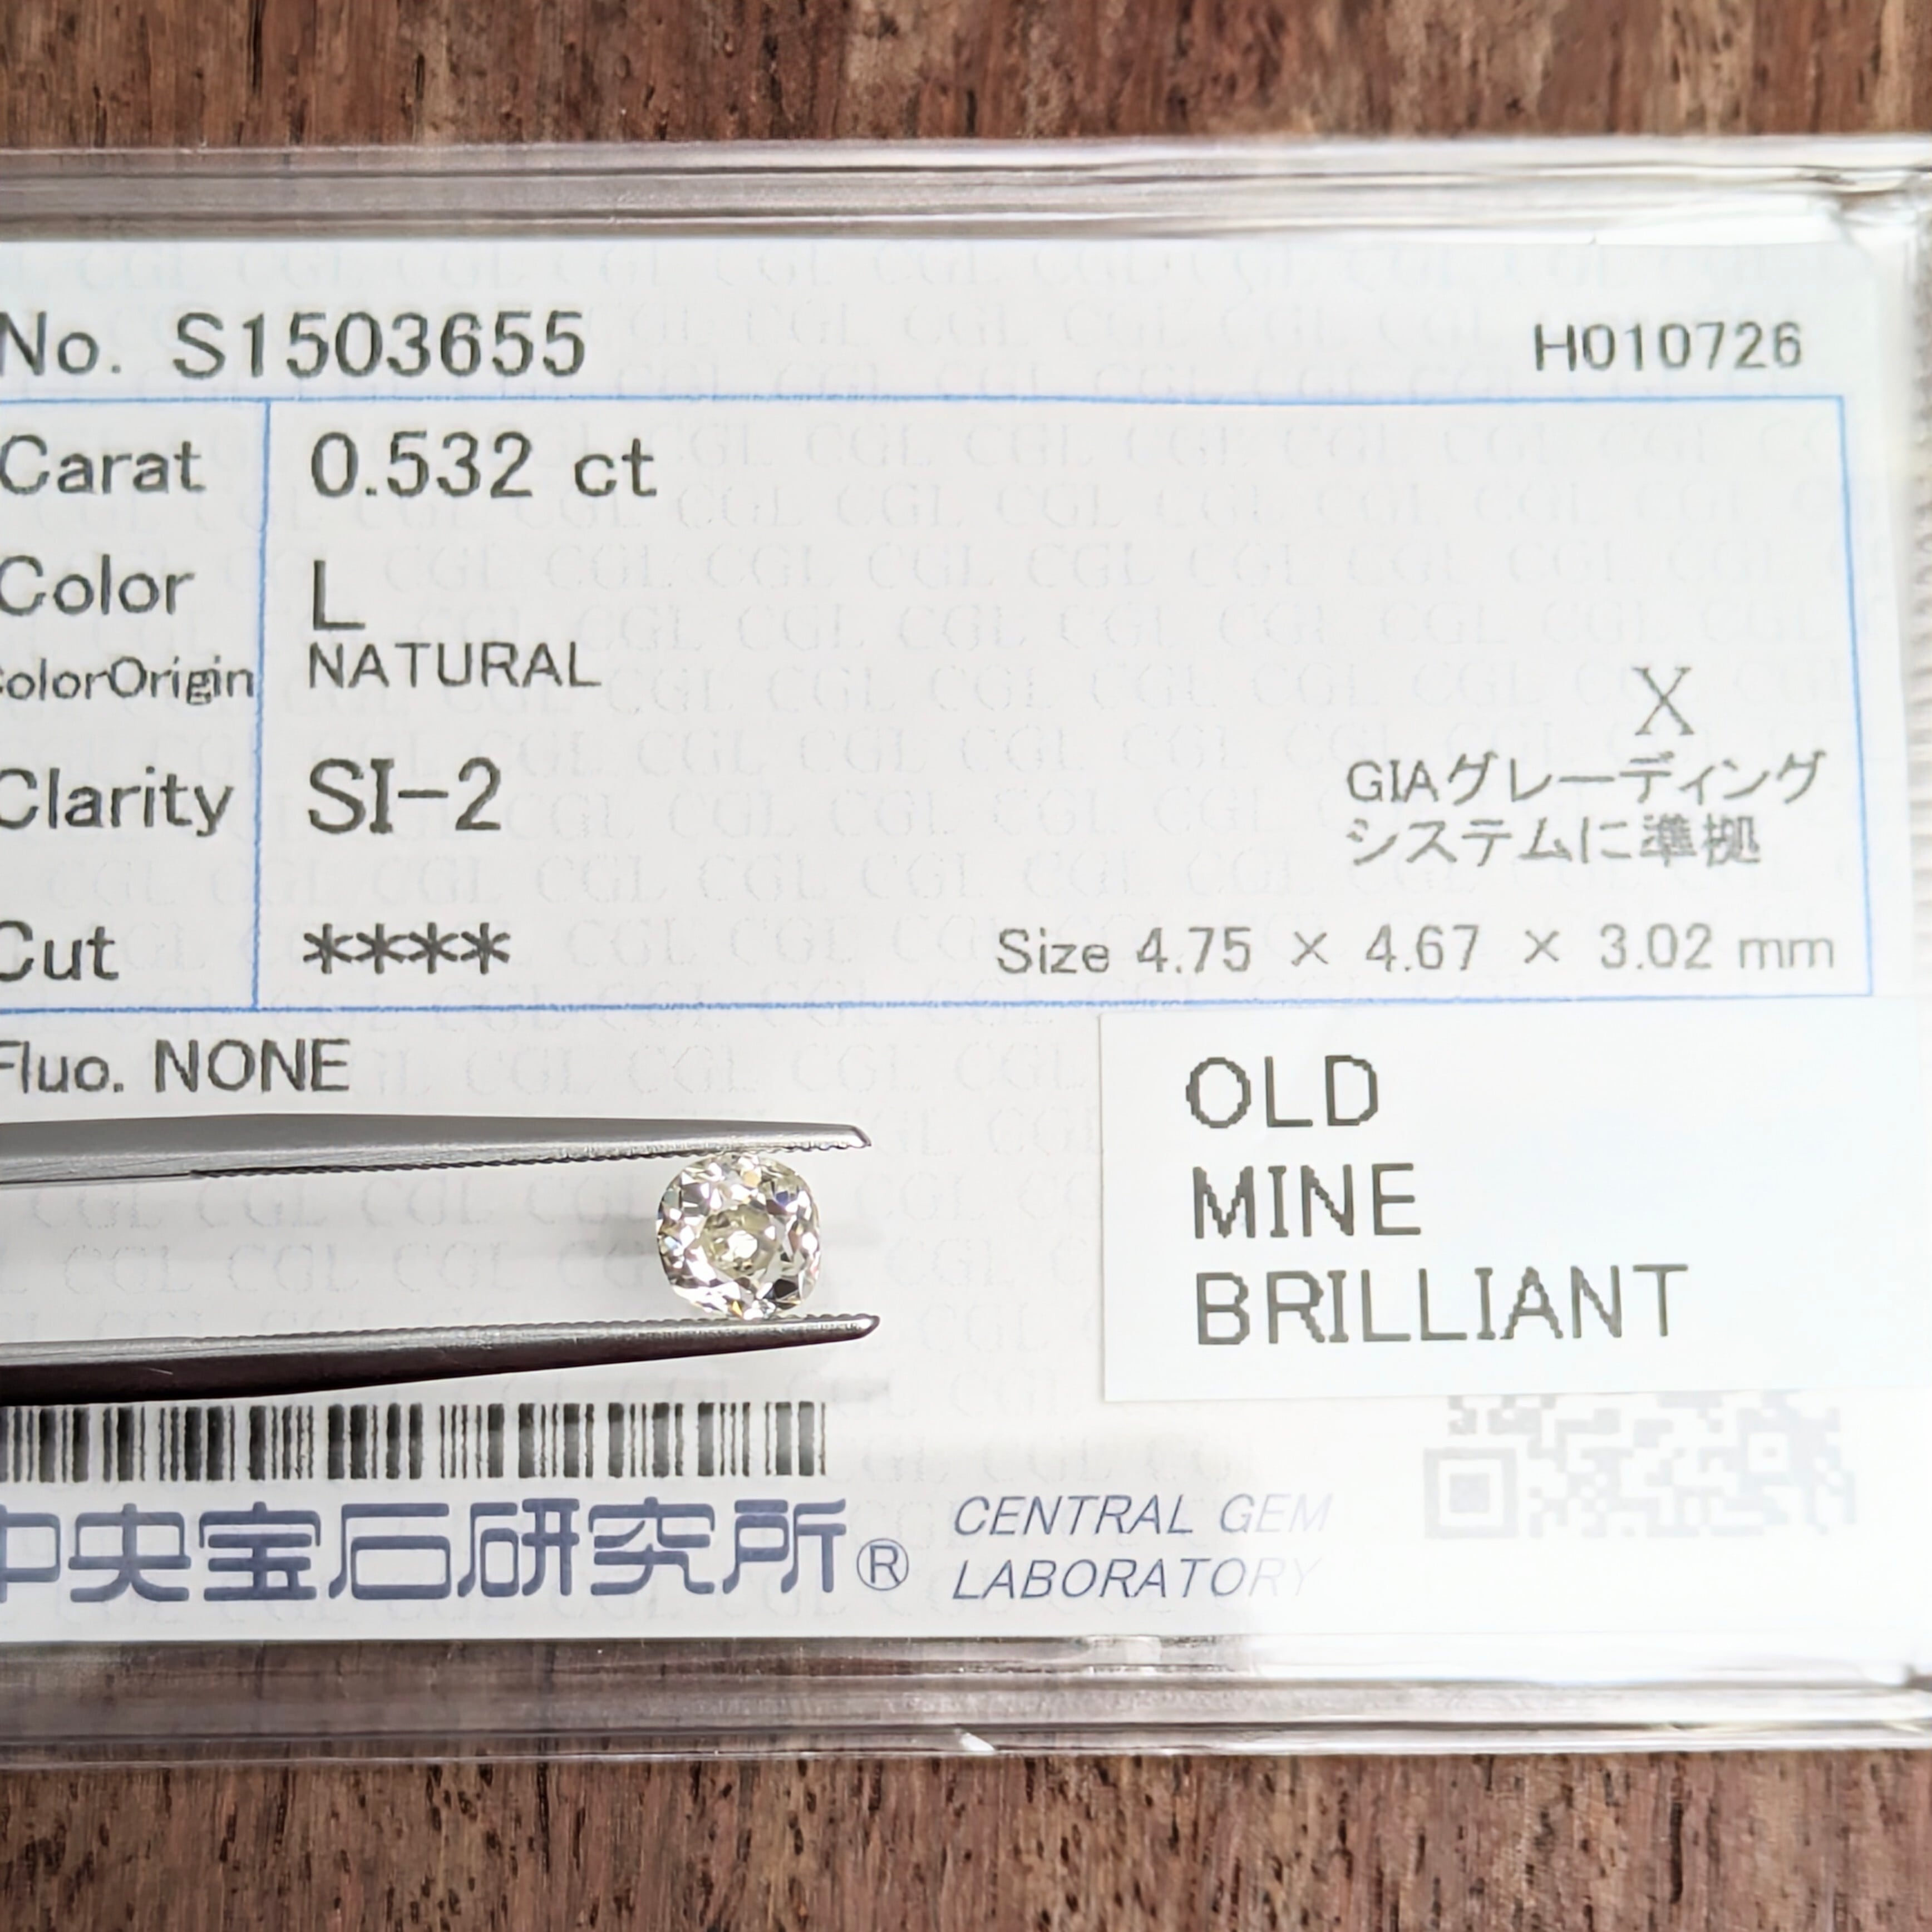 No. S1503655
H010726
Carat 0.532 ct
Color L
ColorOrigin NATURAL
X
Clarity SI-2
GIAグレーディング
システムに準拠
Cut ****
Size 4.75 × 4.67 × 3.02 mm
Fluo. NONE
OLD
MINE
BRILLIANT
中央宝石研究所®
CENTRAL GEM
LABORATORY